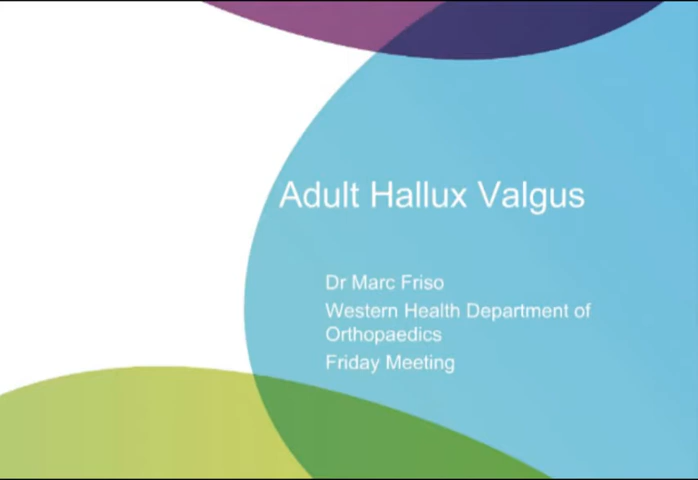 Adult Hallux Valgus
Dr Marc Friso
Western Health Department of
Orthopaedics
Friday Meeting